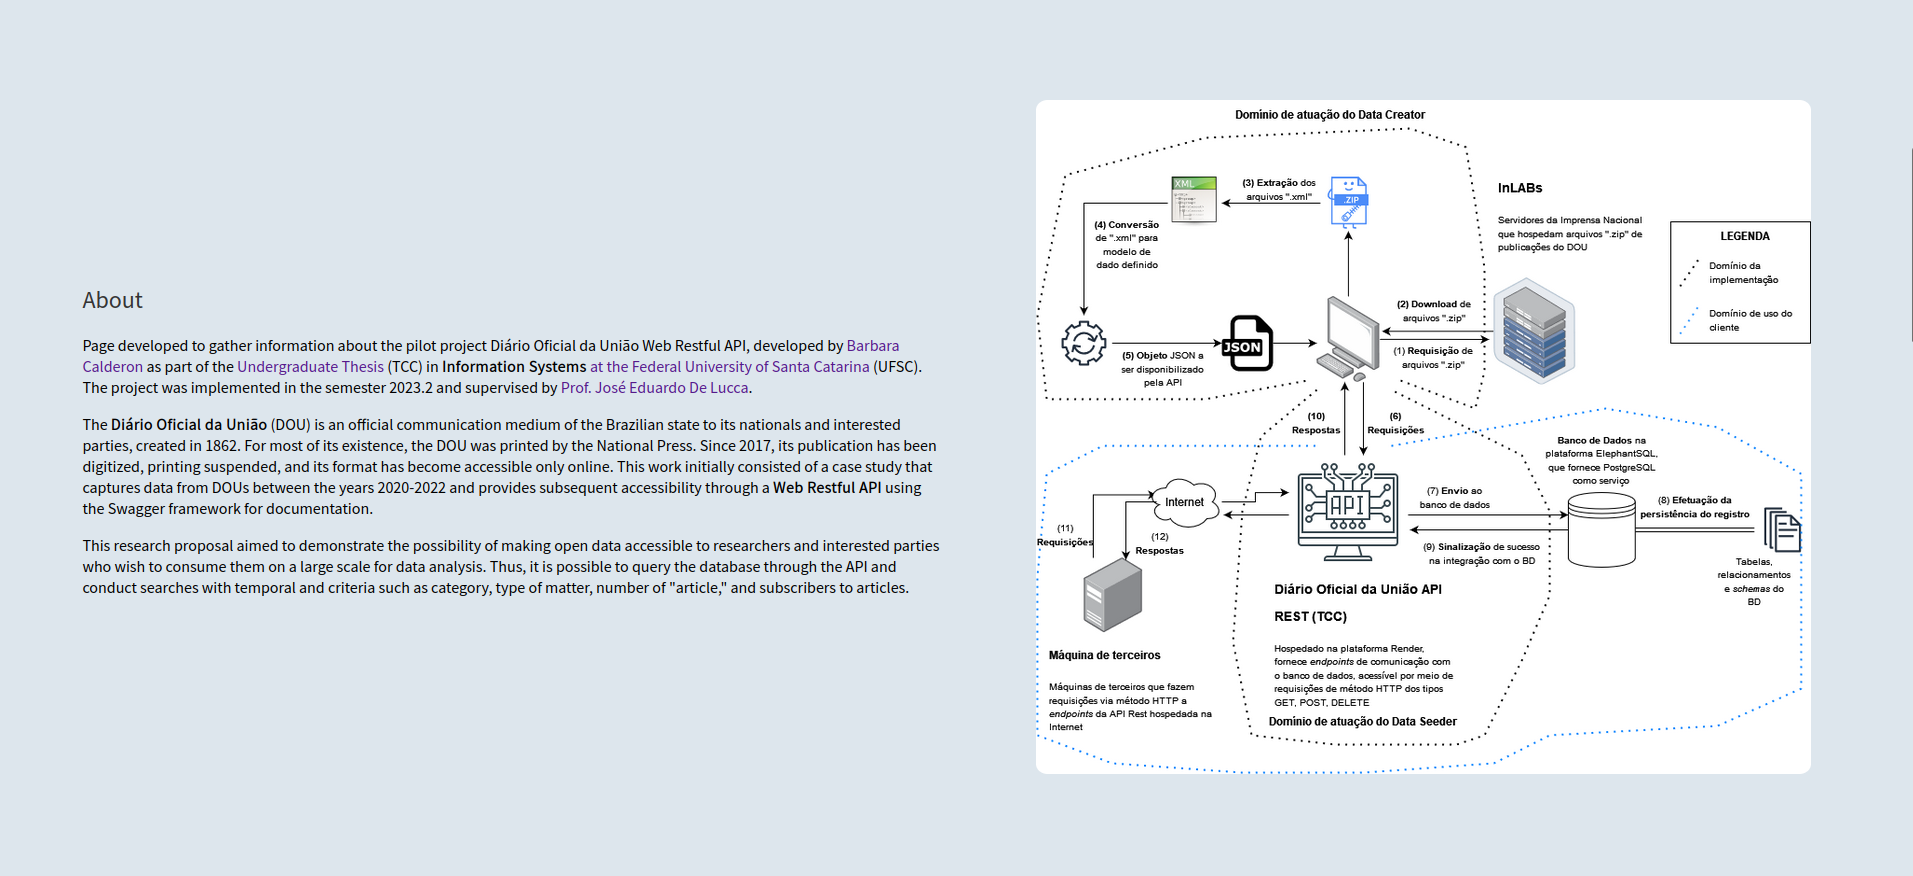 About
Page developed to gather information about the pilot project Diário Oficial da União Web Restful API, developed by Barbara
Calderon as part of the Undergraduate Thesis (TCC) in Information Systems at the Federal University of Santa Catarina (UFSC).
The project was implemented in the semester 2023.2 and supervised by Prof. José Eduardo De Lucca.
The Diário Oficial da União (DOU) is an official communication medium of the Brazilian state to its nationals and interested
parties, created in 1862. For most of its existence, the DOU was printed by the National Press. Since 2017, its publication has been
digitized, printing suspended, and its format has become accessible only online. This work initially consisted of a case study that
captures data from DOUs between the years 2020-2022 and provides subsequent accessibility through a Web Restful API using
the Swagger framework for documentation.
This research proposal aimed to demonstrate the possibility of making open data accessible to researchers and interested parties
who wish to consume them on a large scale for data analysis. Thus, it is possible to query the database through the API and
conduct searches with temporal and criteria such as category, type of matter, number of "article," and subscribers to articles.
Domínio de atuação do Data Creator
XML
(3) Extração dos
arquivos ".xml"
.ZIP
(4) Conversão
de ".xml" para
modelo de
dado definido
InLABs
Servidores da Imprensa Nacional
que hospedam arquivos ".zip" de
publicações do DOU
LEGENDA
Domínio da
implementação
Domínio de uso do
cliente
(2) Download de
arquivos ".zip"
(1) Requisição de
arquivos ".zip"
JSON
(5) Objeto JSON a
ser disponibilizado
pela API
(10)
Respostas
(6)
Requisições
Banco de Dados na
plataforma ElephantSQL,
que fornece PostgreSQL
como serviço
Internet
API
(7) Envio ao
banco de dados
(8) Efetuação da
persistência do registro
(11)
Requisições
(12)
Respostas
(9) Sinalização de sucesso
na integração com o BD
Tabelas,
relacionamentos
e schemas do
BD
Diário Oficial da União API
REST (TCC)
Hospedado na plataforma Render,
fornece endpoints de comunicação com
o banco de dados, acessível por meio de
requisições de método HTTP dos tipos
GET, POST, DELETE
Domínio de atuação do Data Seeder
Máquina de terceiros
Máquinas de terceiros que fazem
requisições via método HTTP a
endpoints da API Rest hospedada na
Internet